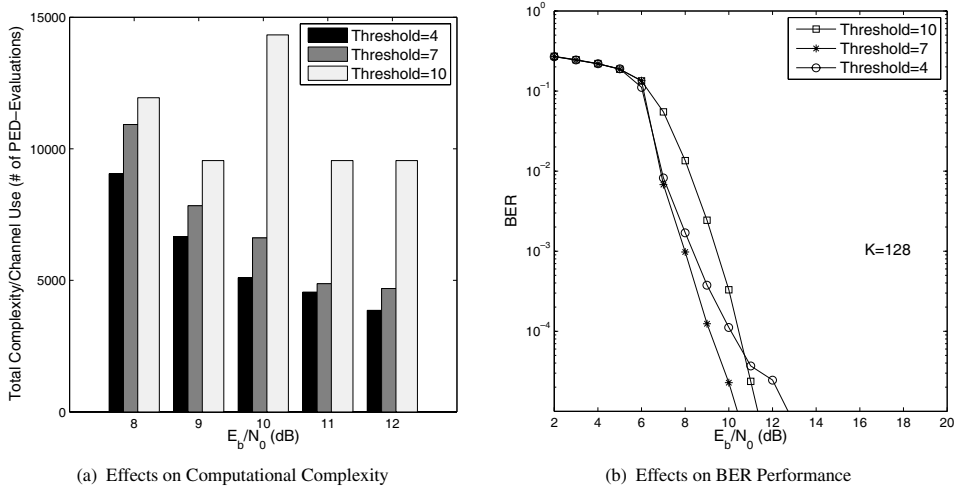 15000
10000
5000
0
Total Complexity/Channel Use (# of PED−Evaluations)
Threshold=4
Threshold=7
Threshold=10
8 9 10 11 12
E_b/N_0 (dB)
(a) Effects on Computational Complexity
10^0
10^−1
10^−2
10^−3
10^−4
BER
Threshold=10
Threshold=7
Threshold=4
K=128
2 4 6 8 10 12 14 16 18 20
E_b/N_0 (dB)
(b) Effects on BER Performance